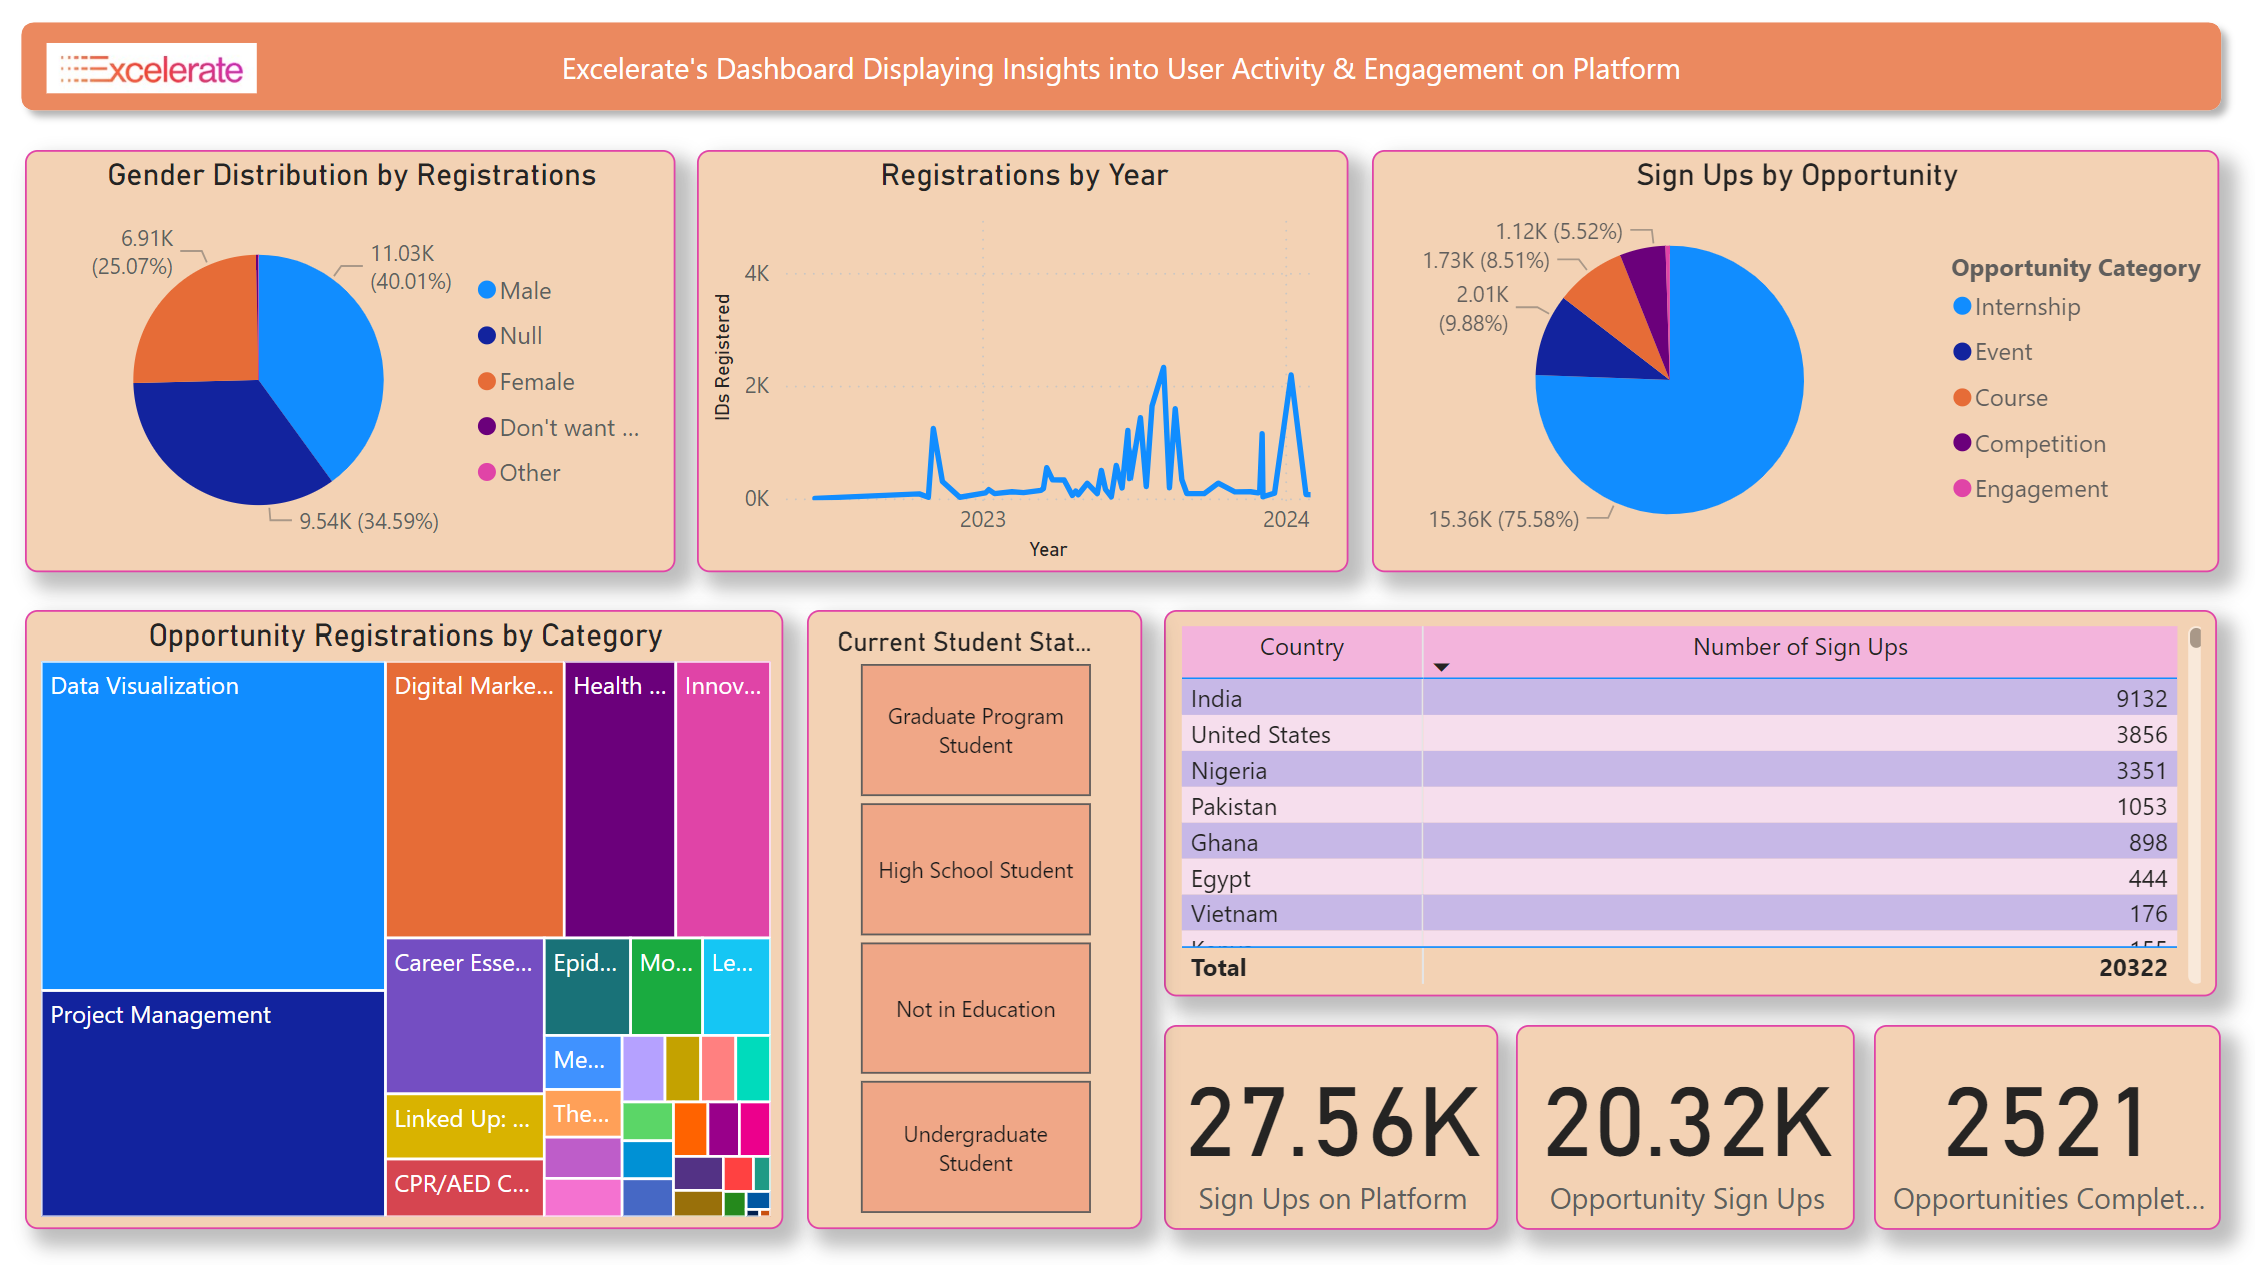 Excelerate
Excelerate's Dashboard Displaying Insights into User Activity & Engagement on Platform
Gender Distribution by Registrations
6.91K
(25.07%)
11.03K
(40.01%)
9.54K (34.59%)
Male
Null
Female
Don't want ...
Other
Registrations by Year
IDs Registered
4K
2K
0K
2023
2024
Year
Sign Ups by Opportunity
1.12K (5.52%)
1.73K (8.51%)
2.01K
(9.88%)
15.36K (75.58%)
Opportunity Category
Internship
Event
Course
Competition
Engagement
Opportunity Registrations by Category
Data Visualization
Digital Marke...
Health ...
Innov...
Project Management
Career Esse...
Epid...
Mo...
Le...
Me...
Linked Up: ...
The...
CPR/AED C...
Current Student Stat...
Graduate Program
Student
High School Student
Not in Education
Undergraduate
Student
Country Number of Sign Ups
India 9132
United States 3856
Nigeria 3351
Pakistan 1053
Ghana 898
Egypt 444
Vietnam 176
Total 20322
27.56K
Sign Ups on Platform
20.32K
Opportunity Sign Ups
2521
Opportunities Complet...